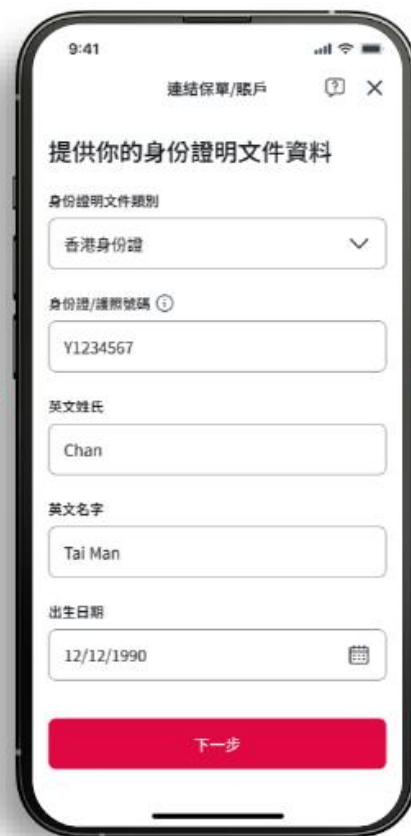 9:41
連結保單/賬戶
提供你的身份證明文件資料
身份證明文件類別
香港身份證
身份證/護照號碼
Y1234567
英文姓氏
Chan
英文名字
Tai Man
出生日期
12/12/1990
下一步